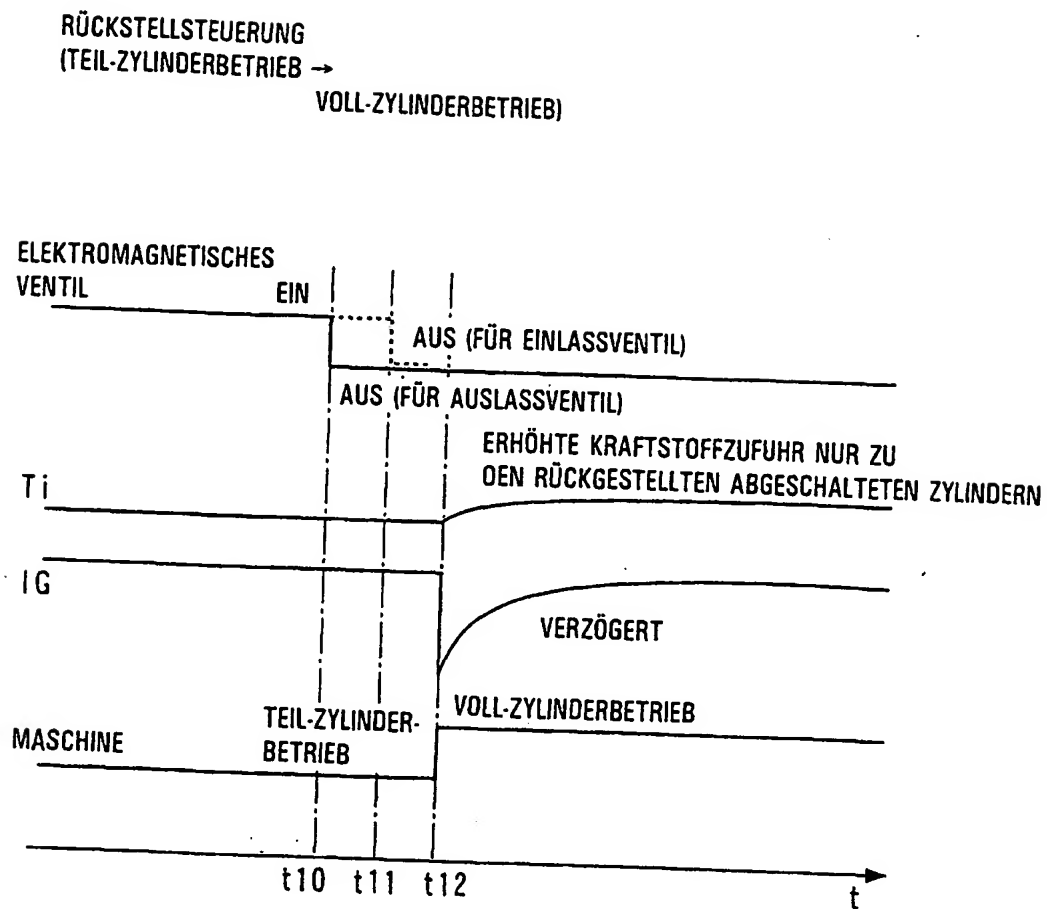 RÜCKSTELLSTEUERUNG
(TEIL-ZYLINDERBETRIEB →
VOLL-ZYLINDERBETRIEB)
ELEKTROMAGNETISCHES
VENTIL EIN
AUS (FÜR EINLASSVENTIL)
AUS (FÜR AUSLASSVENTIL)
ERHÖHTE KRAFTSTOFFZUFUHR NUR ZU
DEN RÜCKGESTELLTEN ABGESCHALTETEN ZYLINDERN
Ti
IG
VERZÖGERT
VOLL-ZYLINDERBETRIEB
TEIL-ZYLINDER-
BETRIEB
MASCHINE
t10 t11 t12
t